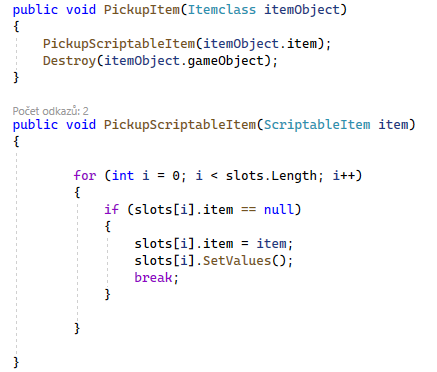 public void PickupItem(Itemclass itemObject)
{
    PickupScriptableItem(itemObject.item);
    Destroy(itemObject.gameObject);
}
Počet odkazů: 2
public void PickupScriptableItem(ScriptableItem item)
{
        for (int i = 0; i < slots.Length; i++)
        {
            if (slots[i].item == null)
            {
                slots[i].item = item;
                slots[i].SetValues();
                break;
            }
        }
}